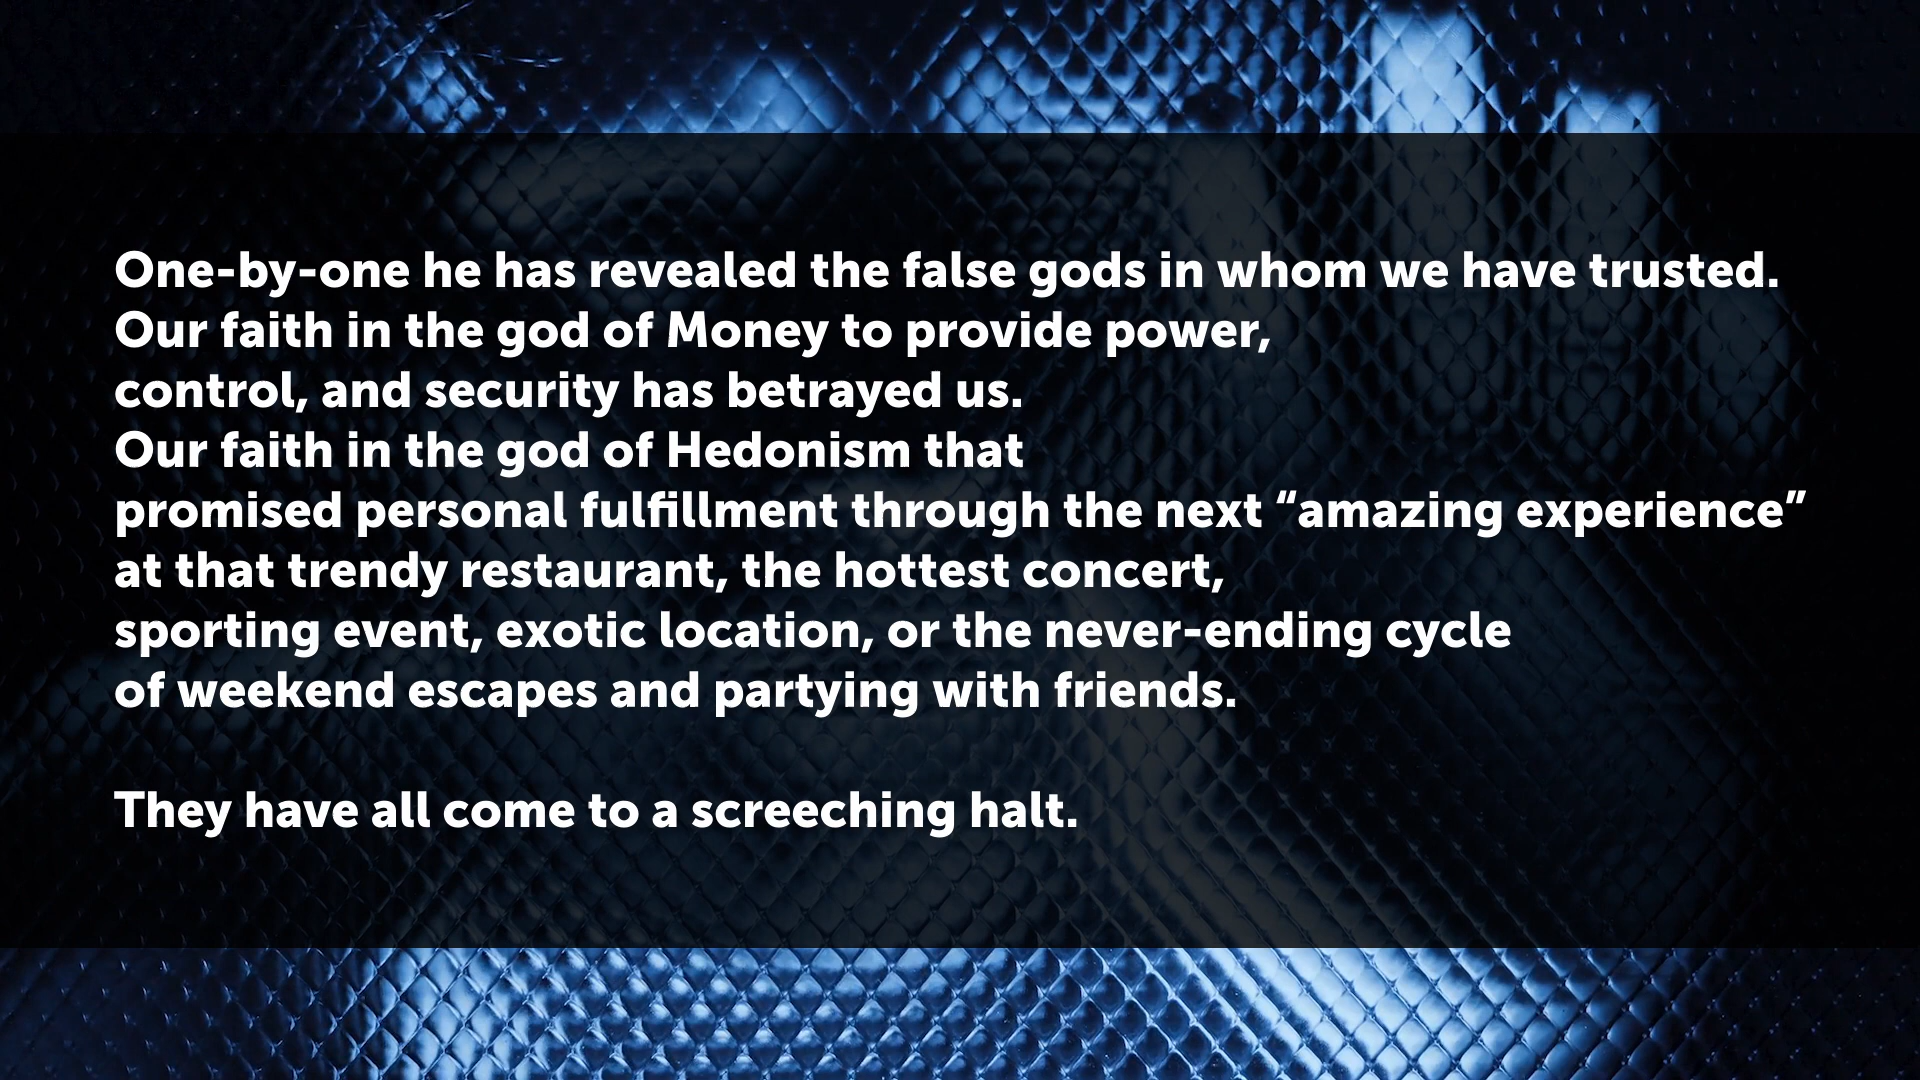 One-by-one he has revealed the false gods in whom we have trusted.
Our faith in the god of Money to provide power,
control, and security has betrayed us.
Our faith in the god of Hedonism that
promised personal fulfillment through the next “amazing experience”
at that trendy restaurant, the hottest concert,
sporting event, exotic location, or the never-ending cycle
of weekend escapes and partying with friends.
They have all come to a screeching halt.